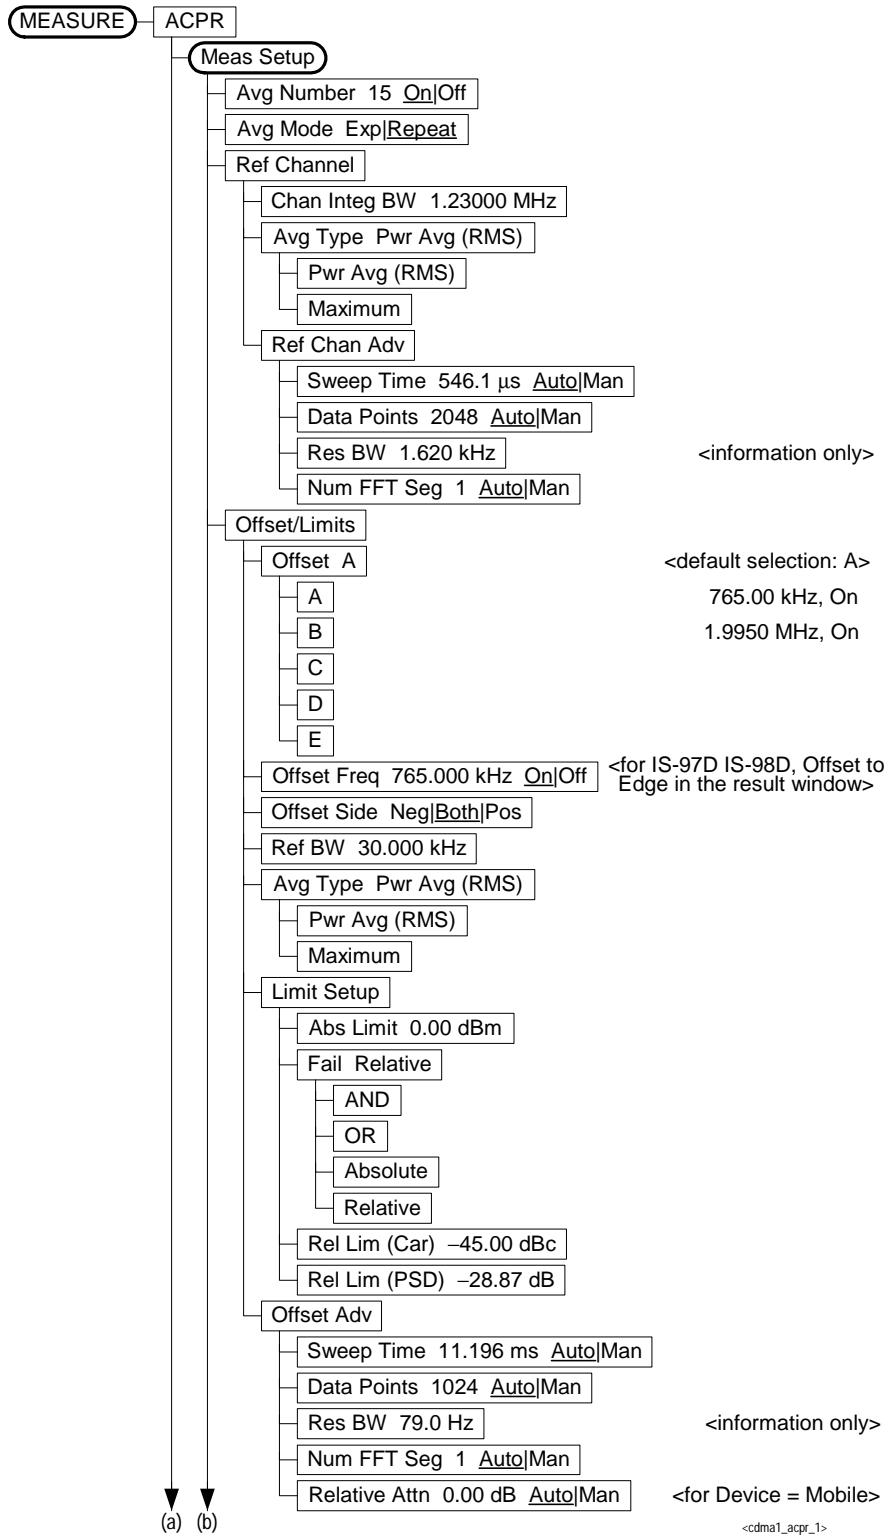 MEASURE ACPR
Meas Setup
Avg Number 15 On|Off
Avg Mode Exp|Repeat
Ref Channel
Chan Integ BW 1.23000 MHz
Avg Type Pwr Avg (RMS)
Pwr Avg (RMS)
Maximum
Ref Chan Adv
Sweep Time 546.1 μs Auto|Man
Data Points 2048 Auto|Man
Res BW 1.620 kHz <information only>
Num FFT Seg 1 Auto|Man
Offset/Limits
Offset A <default selection: A>
A 765.00 kHz, On
B 1.9950 MHz, On
C
D
E
Offset Freq 765.000 kHz On|Off <for IS-97D IS-98D, Offset to
Edge in the result window>
Offset Side Neg|Both|Pos
Ref BW 30.000 kHz
Avg Type Pwr Avg (RMS)
Pwr Avg (RMS)
Maximum
Limit Setup
Abs Limit 0.00 dBm
Fail Relative
AND
OR
Absolute
Relative
Rel Lim (Car) −45.00 dBc
Rel Lim (PSD) −28.87 dB
Offset Adv
Sweep Time 11.196 ms Auto|Man
Data Points 1024 Auto|Man
Res BW 79.0 Hz <information only>
Num FFT Seg 1 Auto|Man
Relative Attn 0.00 dB Auto|Man <for Device = Mobile>
(a) (b)
<cdma1_acpr_1>